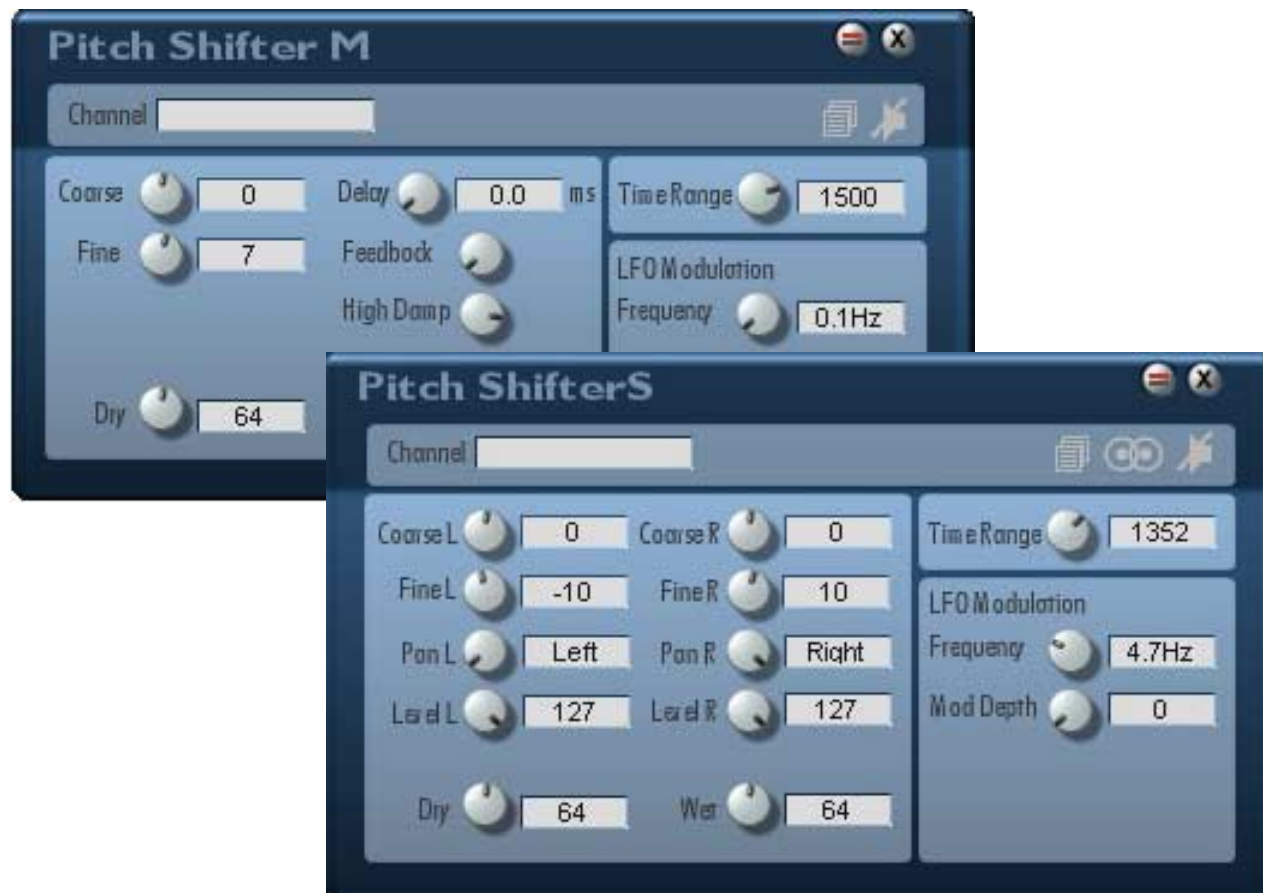 Pitch Shifter M
X
Channel
Coarse 0 Delay 0.0 ms Time Range 1500
Fine 7 Feedback
LFO Modulation
High Damp Frequency 0.1Hz
Dry 64
Pitch ShifterS
X
Channel
Coarse L 0 Coarse R 0 Time Range 1352
Fine L -10 Fine R 10
LFO Modulation
Pan L Left Pan R Right Frequency 4.7Hz
Level L 127 Level R 127 Mod Depth 0
Dry 64 Wet 64